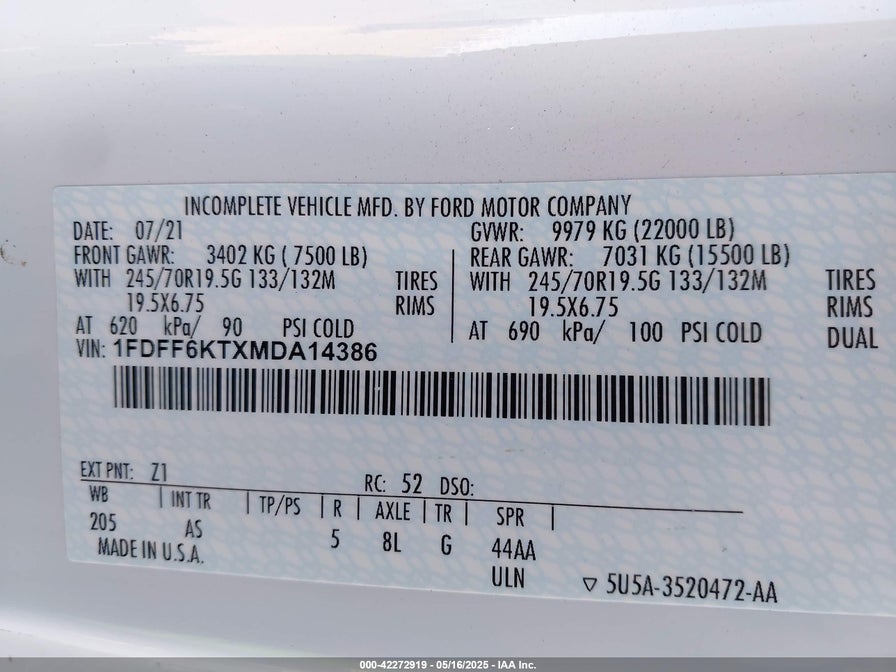 INCOMPLETE VEHICLE MFD. BY FORD MOTOR COMPANY
DATE: 07/21 GVWR: 9979 KG (22000 LB)
FRONT GAWR: 3402 KG ( 7500 LB) REAR GAWR: 7031 KG (15500 LB)
WITH 245/70R19.5G 133/132M TIRES WITH 245/70R19.5G 133/132M TIRES
19.5X6.75 RIMS 19.5X6.75 RIMS
AT 620 kPa/ 90 PSI COLD AT 690 kPa/ 100 PSI COLD DUAL
VIN: 1FDFF6KTXMDA14386
EXT PNT: Z1 RC: 52 DSO:
WB INT TR TP/PS R AXLE TR SPR
205 AS 5 8L G 44AA
MADE IN U.S.A. ULN 5U5A-3520472-AA
000-42272919 - 05/16/2025 - IAA Inc.